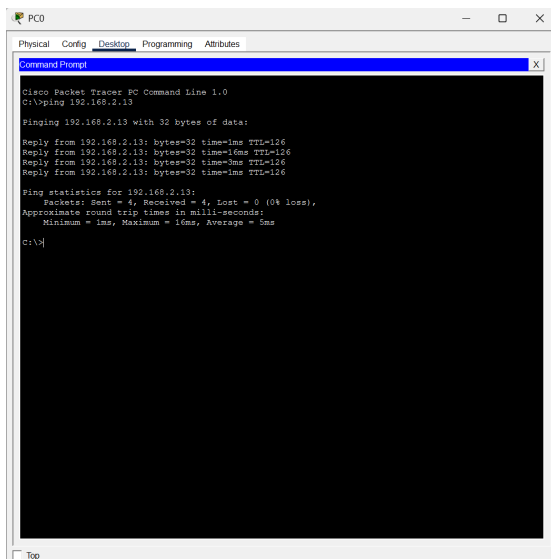 PC0
Physical Config Desktop Programming Attributes
Command Prompt X
Cisco Packet Tracer PC Command Line 1.0
C:\>ping 192.168.2.13
Pinging 192.168.2.13 with 32 bytes of data:
Reply from 192.168.2.13: bytes=32 time=1ms TTL=126
Reply from 192.168.2.13: bytes=32 time=16ms TTL=126
Reply from 192.168.2.13: bytes=32 time=3ms TTL=126
Reply from 192.168.2.13: bytes=32 time=1ms TTL=126
Ping statistics for 192.168.2.13:
Packets: Sent = 4, Received = 4, Lost = 0 (0% loss),
Approximate round trip times in milli-seconds:
Minimum = 1ms, Maximum = 16ms, Average = 5ms
C:\>
Top